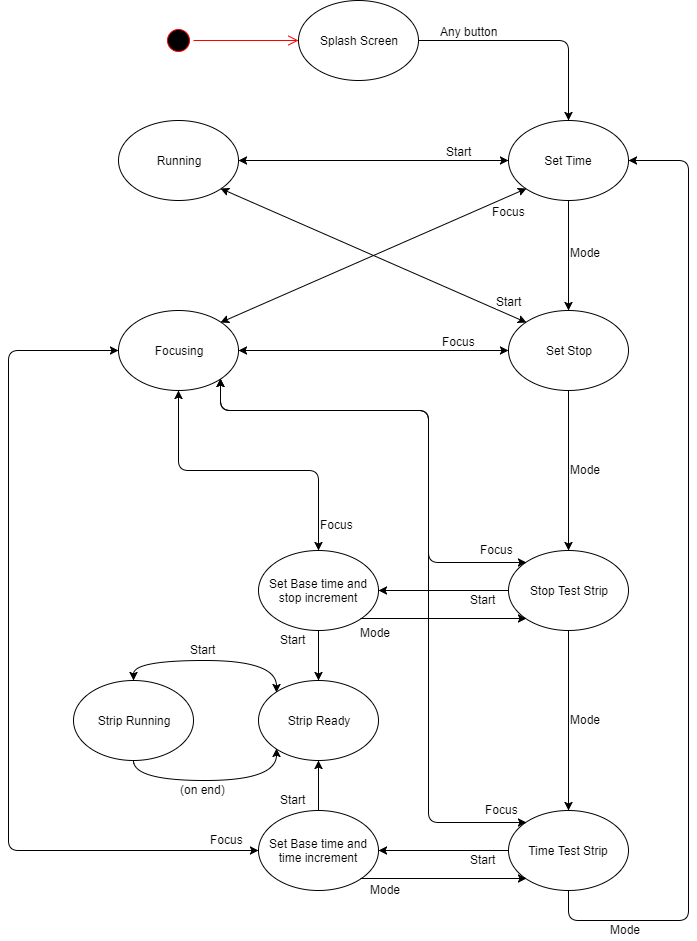 Splash Screen
Any button
Running
Start
Set Time
Focus
Mode
Start
Focusing
Focus
Set Stop
Mode
Focus
Focus
Set Base time and
stop increment
Stop Test Strip
Start
Start
Mode
Start
Strip Running
Strip Ready
Mode
(on end)
Start
Focus
Focus
Set Base time and
time increment
Time Test Strip
Start
Mode
Mode